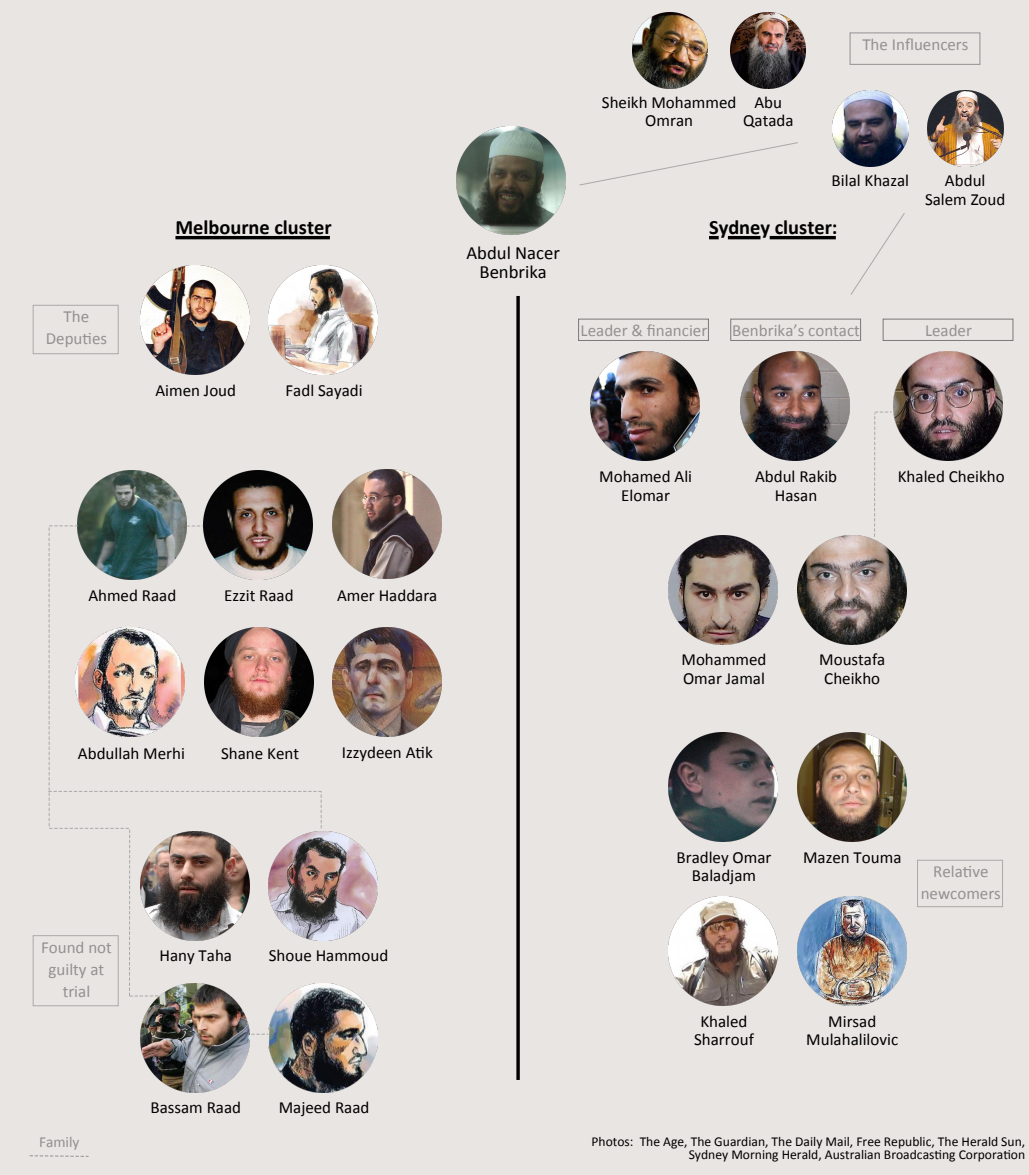 The Influencers
Sheikh Mohammed
Omran
Abu
Qatada
Bilal Khazal
Abdul
Salem Zoud
Abdul Nacer
Benbrika
Melbourne cluster
Sydney cluster:
The
Deputies
Aimen Joud
Fadl Sayadi
Leader & financier
Benbrika's contact
Leader
Mohamed Ali
Elomar
Abdul Rakib
Hasan
Khaled Cheikho
Ahmed Raad
Ezzit Raad
Amer Haddara
Mohammed
Omar Jamal
Moustafa
Cheikho
Abdullah Merhi
Shane Kent
Izzydeen Atik
Bradley Omar
Baladjam
Mazen Touma
Relative
newcomers
Hany Taha
Shoue Hammoud
Found not
guilty at
trial
Khaled
Sharrouf
Mirsad
Mulahalilovic
Bassam Raad
Majeed Raad
Family
Photos: The Age, The Guardian, The Daily Mail, Free Republic, The Herald Sun,
Sydney Morning Herald, Australian Broadcasting Corporation